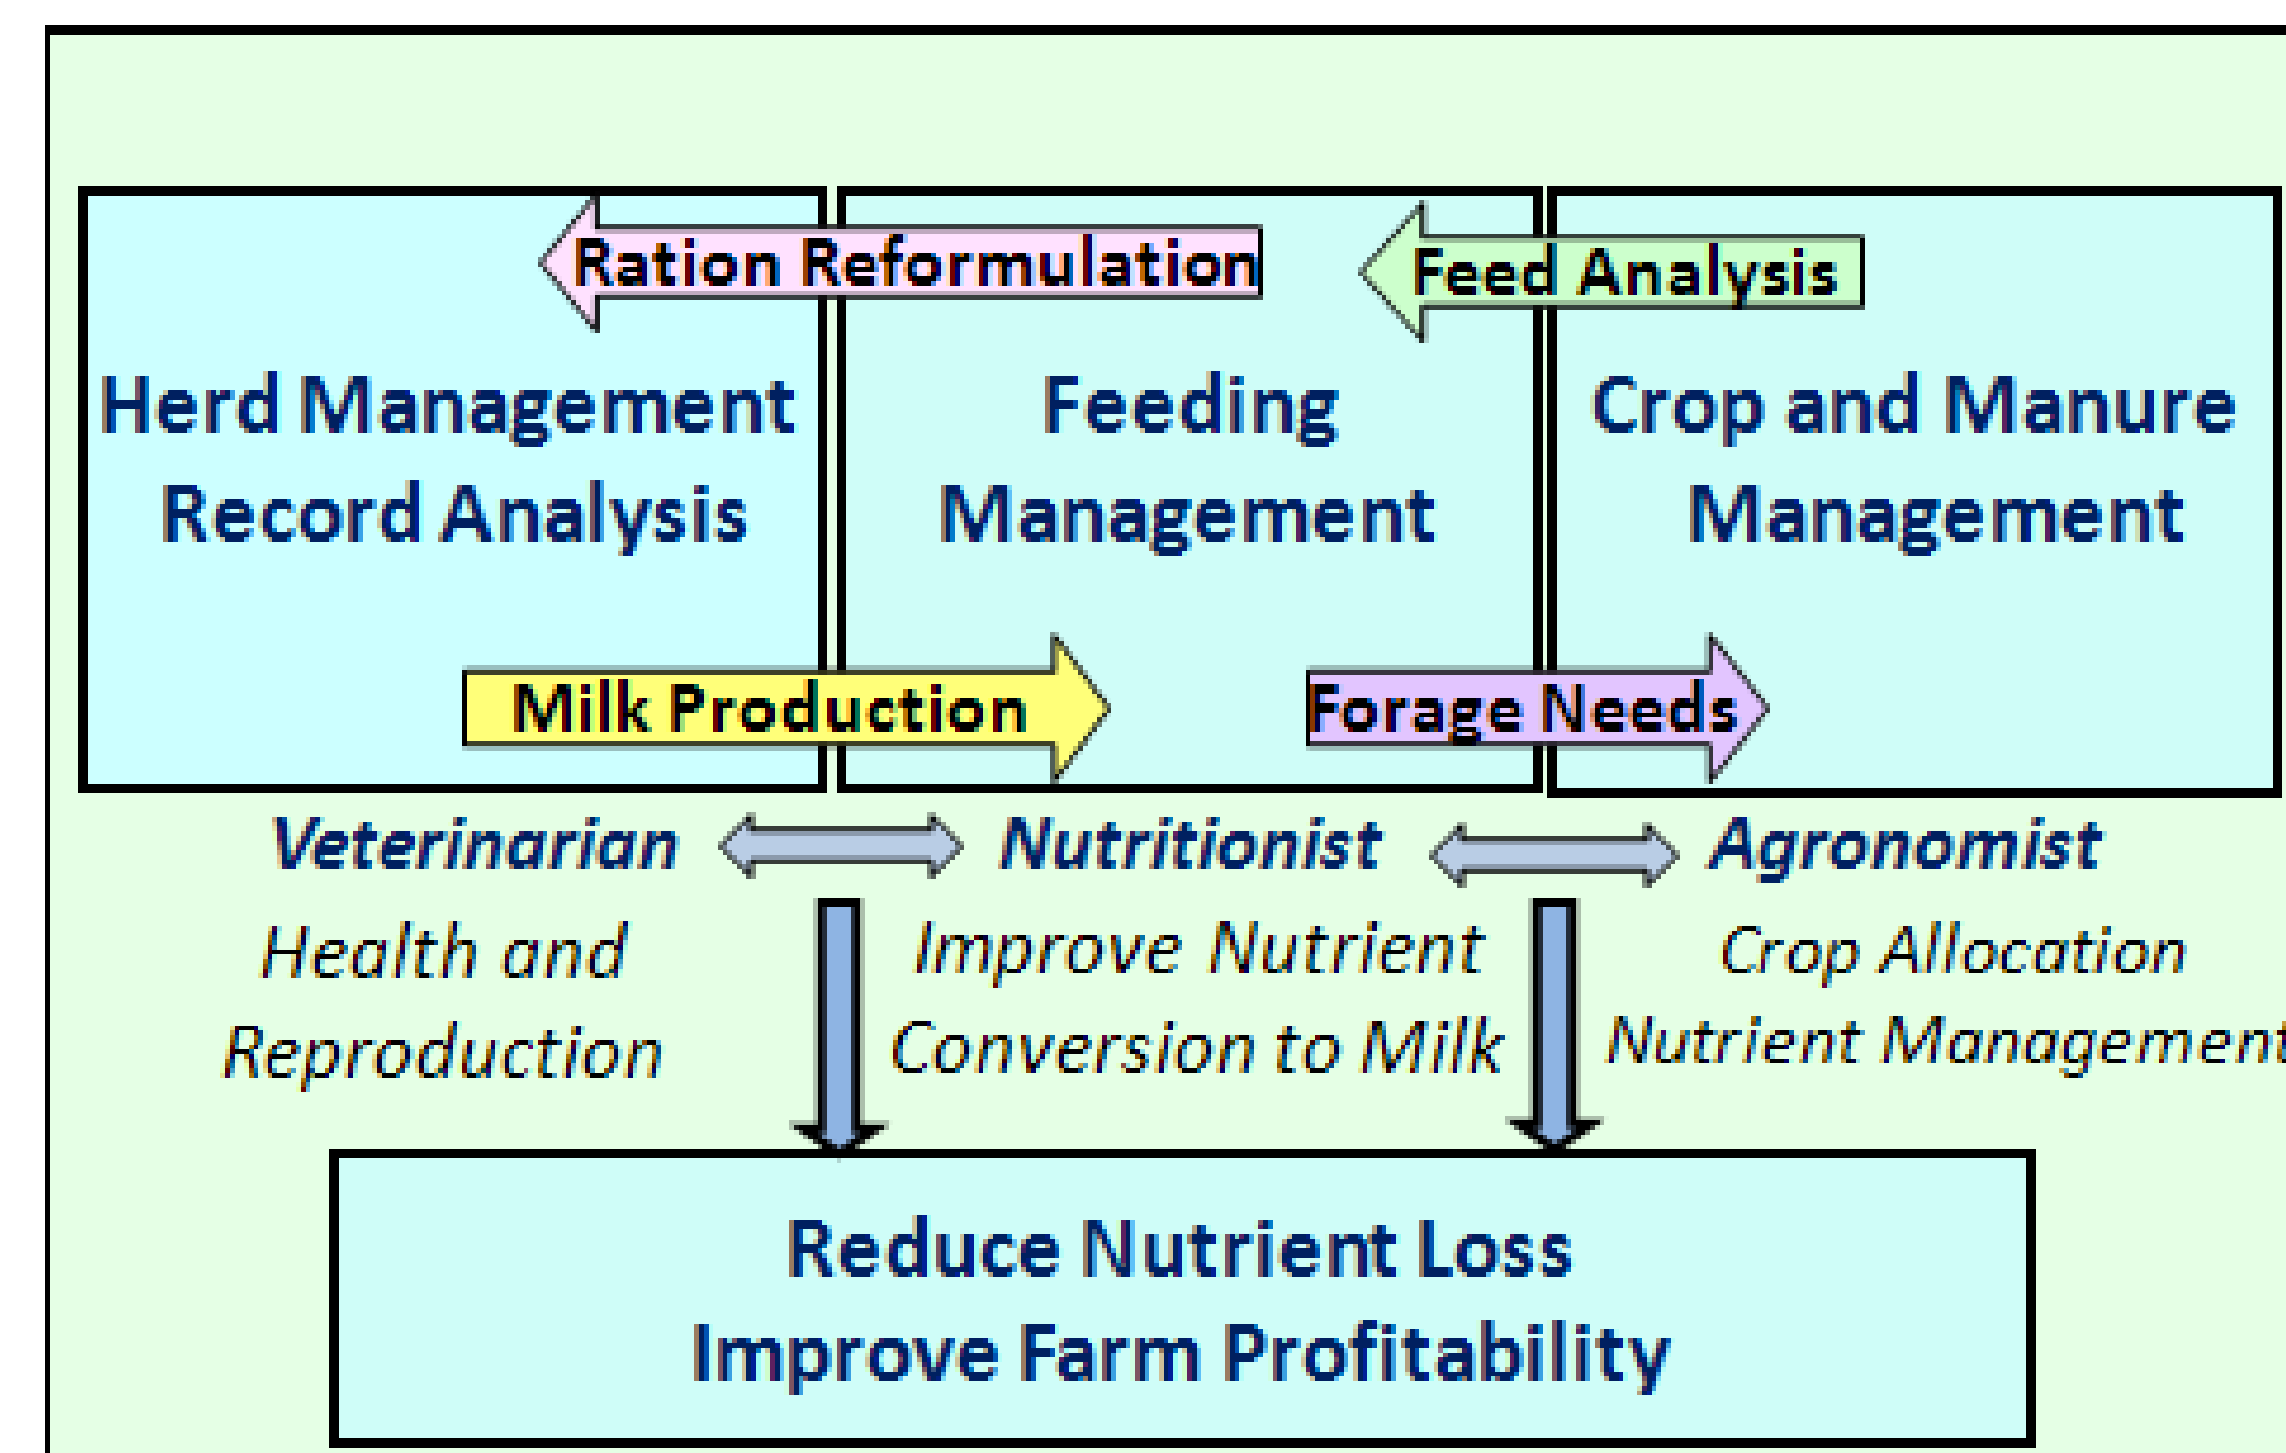 Ration Reformulation
Feed Analysis
Herd Management
Record Analysis
Feeding
Management
Crop and Manure
Management
Milk Production
Forage Needs
Veterinarian
Nutritionist
Agronomist
Health and
Reproduction
Improve Nutrient
Conversion to Milk
Crop Allocation
Nutrient Management
Reduce Nutrient Loss
Improve Farm Profitability